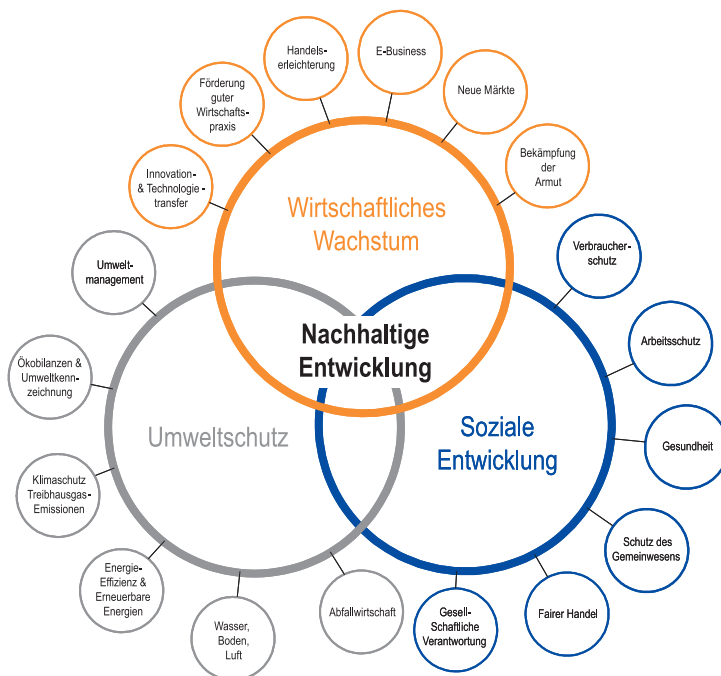 Handels-
erleichterung
E-Business
Neue Märkte
Förderung
guter
Wirtschafts-
praxis
Bekämpfung
der
Armut
Innovation-
& Technologie-
transfer
Wirtschaftliches
Wachstum
Verbraucher-
schutz
Umwelt-
management
Arbeitsschutz
Nachhaltige
Entwicklung
Ökobilanzen &
Umweltkenn-
zeichnung
Umweltschutz
Soziale
Entwicklung
Gesundheit
Klimaschutz
Treibhausgas-
Emissionen
Schutz des
Gemeinwesens
Energie-
Effizienz &
Erneuerbare
Energien
Wasser,
Boden,
Luft
Abfallwirtschaft
Gesell-
Schaftliche
Verantwortung
Fairer Handel